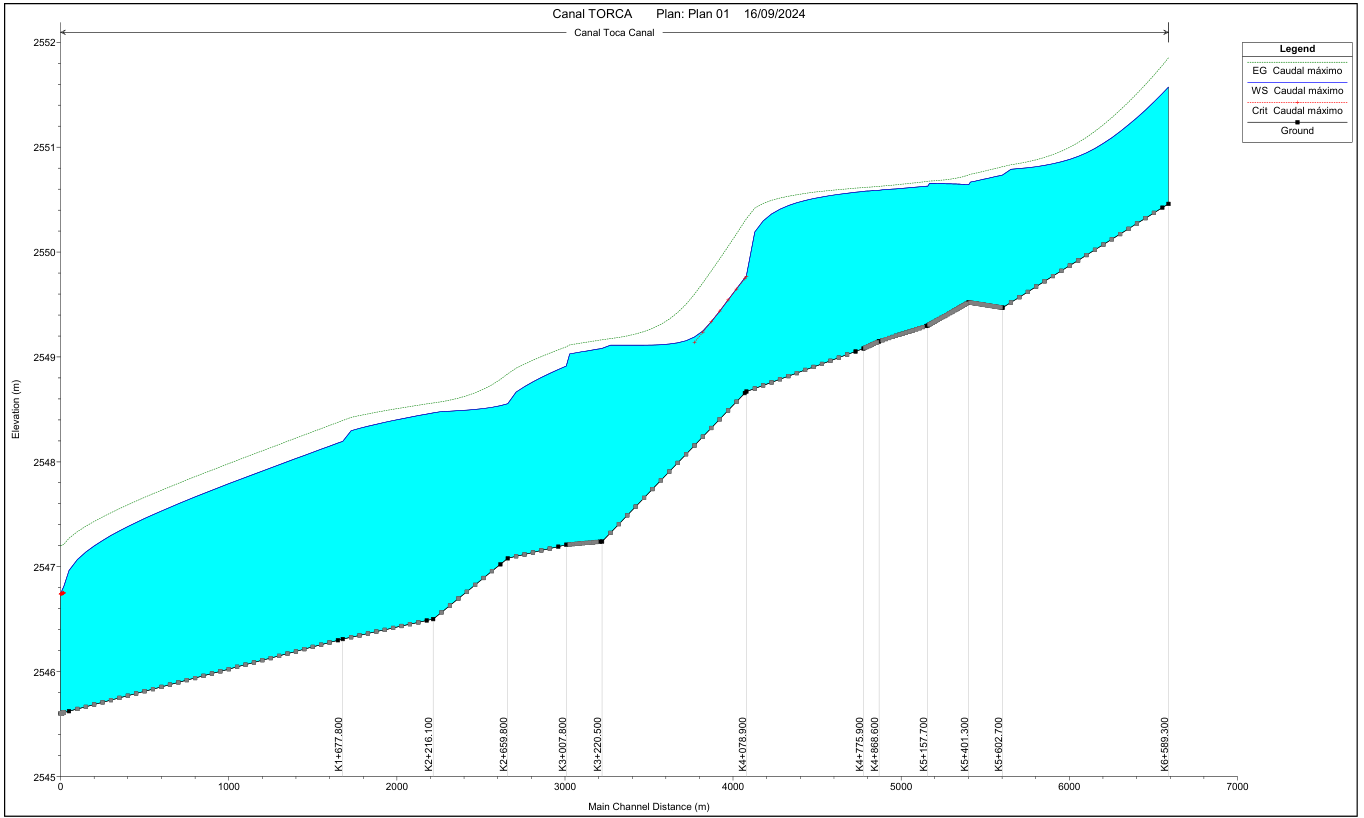 Canal TORCA Plan: Plan 01 16/09/2024
Canal Toca Canal
Legend
EG Caudal máximo
WS Caudal máximo
Crit Caudal máximo
Ground
Elevation (m)
2552
2551
2550
2549
2548
2547
2546
2545
K1+677.800
K2+216.100
K2+659.800
K3+007.800
K3+220.500
K4+078.900
K4+775.900
K4+868.600
K5+157.700
K5+401.300
K5+602.700
K6+589.300
0 1000 2000 3000 4000 5000 6000 7000
Main Channel Distance (m)